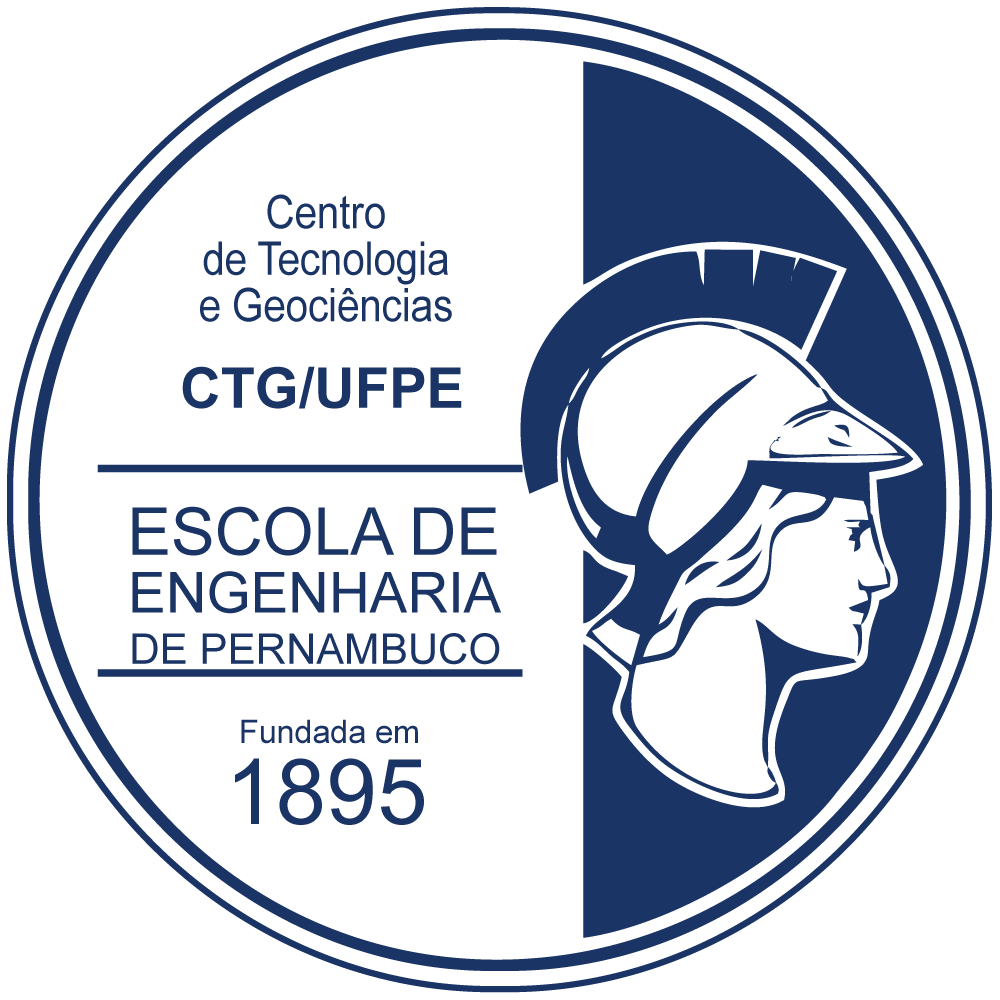 Centro
de Tecnologia
e Geociências
CTG/UFPE
ESCOLA DE
ENGENHARIA
DE PERNAMBUCO
Fundada em
1895